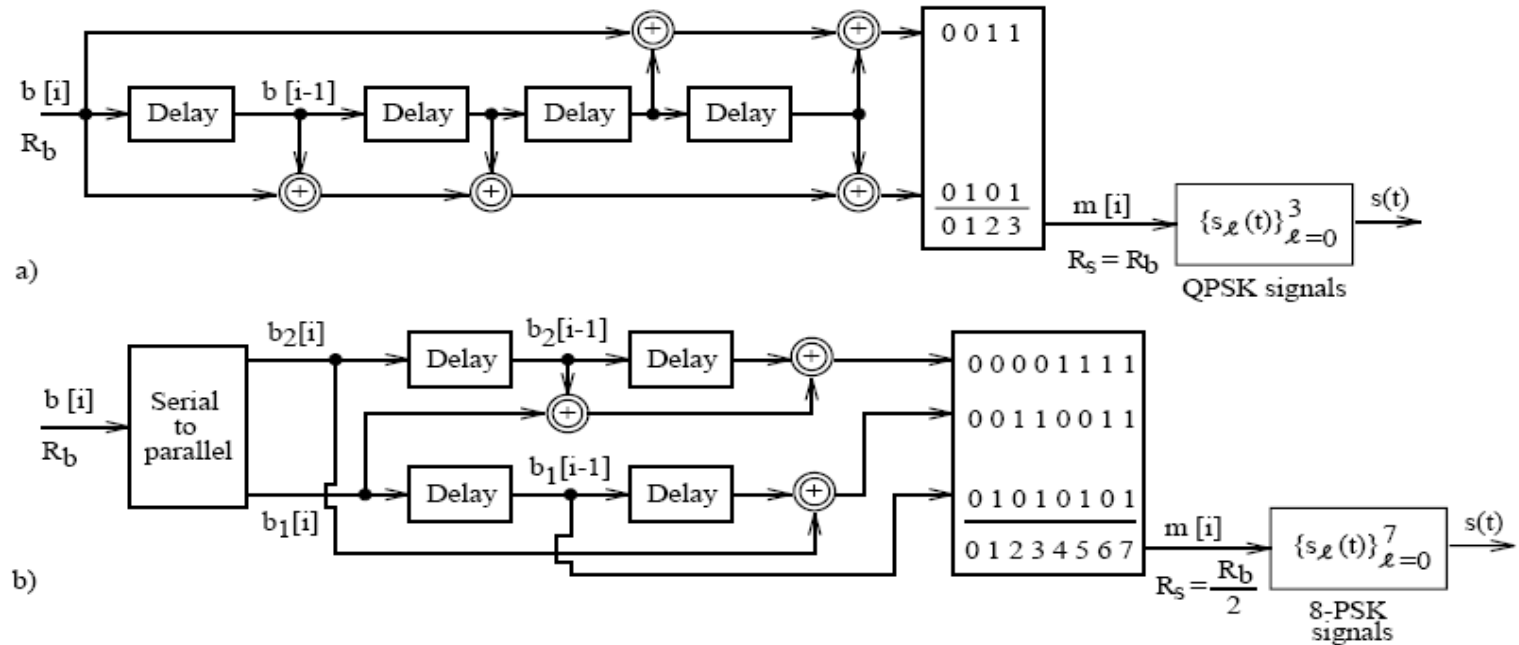 0 0 1 1
b [i]
R_b
Delay
b [i-1]
Delay
Delay
Delay
0 1 0 1
0 1 2 3
m [i]
R_s = R_b
{s_ℓ(t)}^3_ℓ=0
s(t)
QPSK signals
a)
b [i]
R_b
Serial
to
parallel
b_2[i]
Delay
b_2[i-1]
Delay
b_1[i]
Delay
b_1[i-1]
Delay
0 0 0 0 1 1 1 1
0 0 1 1 0 0 1 1
0 1 0 1 0 1 0 1
0 1 2 3 4 5 6 7
m [i]
R_s = R_b/2
{s_ℓ(t)}^7_ℓ=0
s(t)
8-PSK
signals
b)